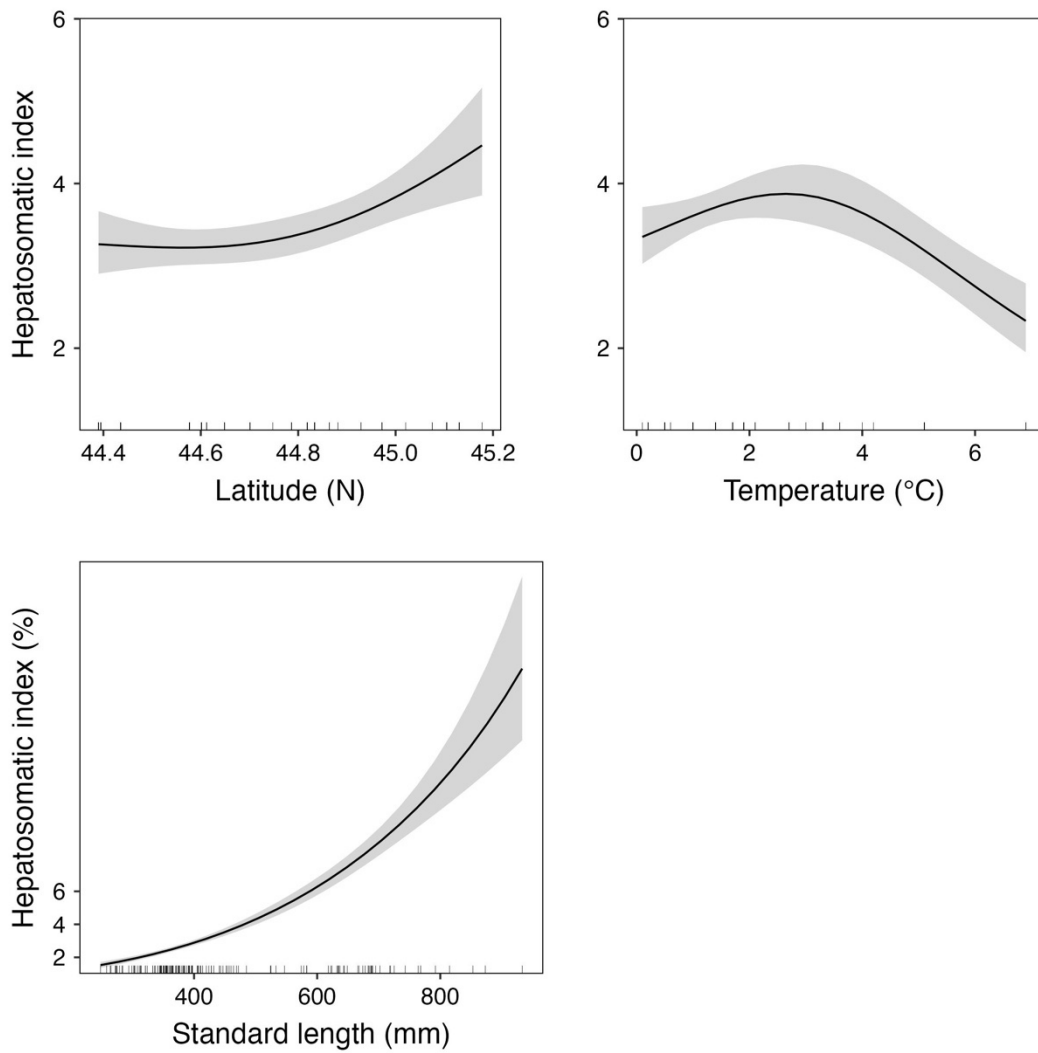 Hepatosomatic index
6
4
2
44.4 44.6 44.8 45.0 45.2
Latitude (N)
6
4
2
0 2 4 6
Temperature (°C)
Hepatosomatic index (%)
6
4
2
400 600 800
Standard length (mm)